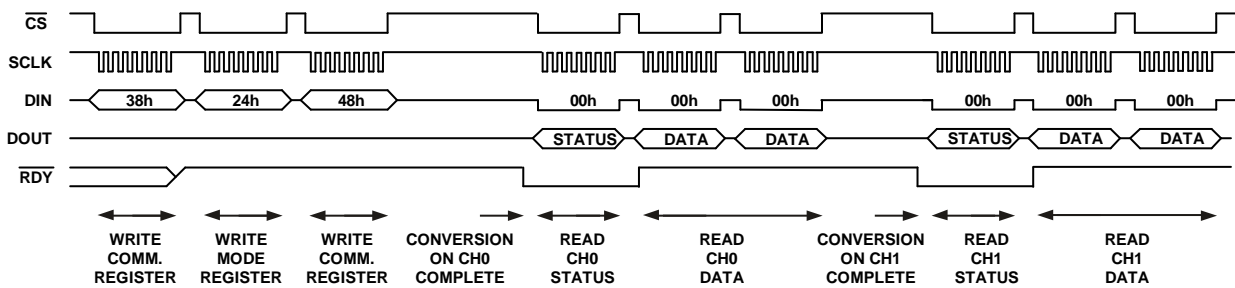 CS
SCLK
DIN 38h 24h 48h 00h 00h 00h 00h 00h 00h
DOUT STATUS DATA DATA STATUS DATA DATA
RDY
WRITE COMM. REGISTER
WRITE MODE REGISTER
WRITE COMM. REGISTER
CONVERSION ON CH0 COMPLETE
READ CH0 STATUS
READ CH0 DATA
CONVERSION ON CH1 COMPLETE
READ CH1 STATUS
READ CH1 DATA